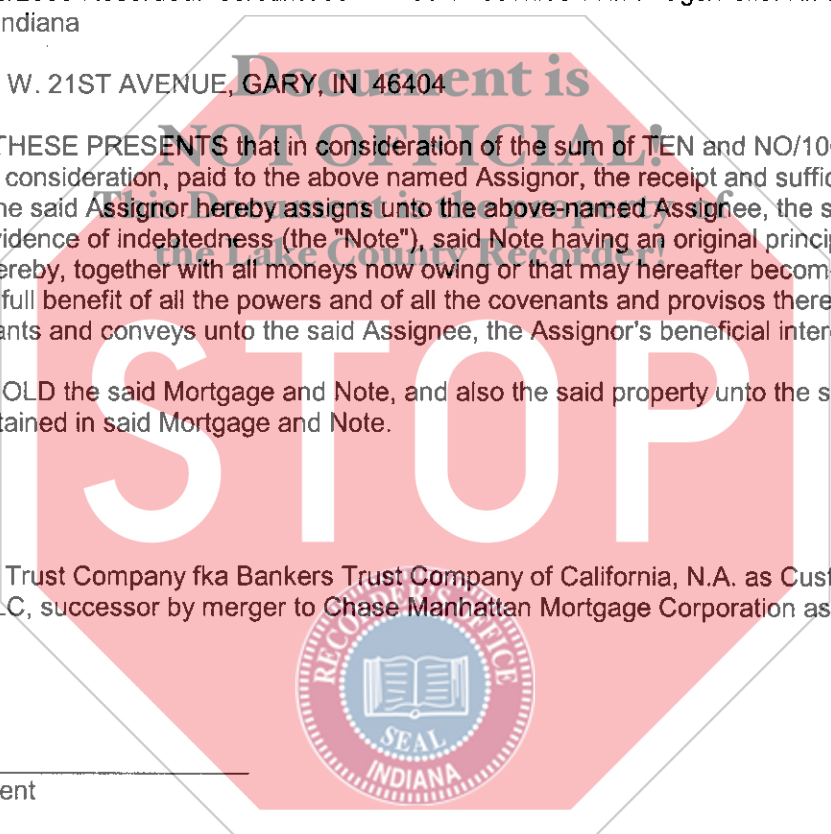 ndiana
W. 21ST AVENUE, GARY, IN 46404
Document is
THESE PRESENTS that in consideration of the sum of TEN and NO/10
NOT OFFICIAL!
consideration, paid to the above named Assignor, the receipt and suffic
This Document is the property of
he said Assignor hereby assigns unto the above-named Assignee, the s
vidence of indebtedness (the "Note"), said Note having an original princip
the Lake County Recorder!
ereby, together with all moneys now owing or that may hereafter becom
full benefit of all the powers and of all the covenants and provisos there
ants and conveys unto the said Assignee, the Assignor's beneficial inter
STOP
OLD the said Mortgage and Note, and also the said property unto the s
tained in said Mortgage and Note.
Trust Company fka Bankers Trust Company of California, N.A. as Cust
LC, successor by merger to Chase Manhattan Mortgage Corporation as
RECORDER'S OFFICE
SEAL
INDIANA
ent